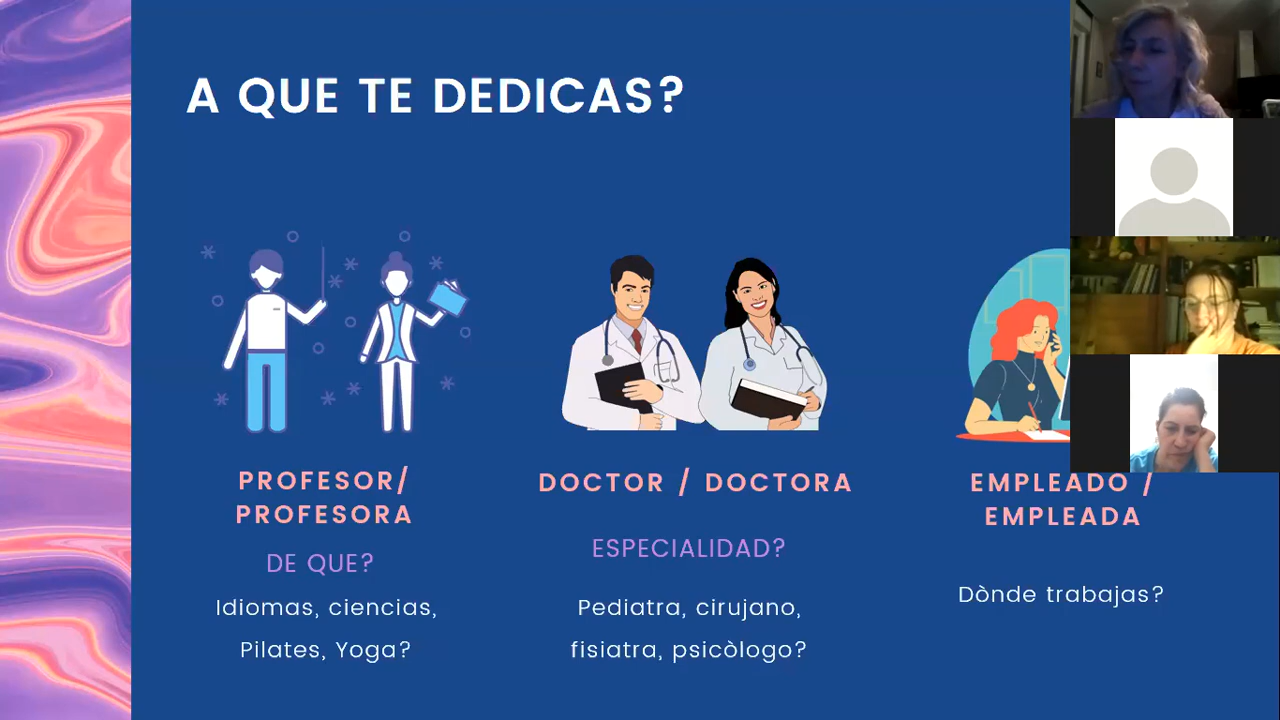 A QUE TE DEDICAS?
PROFESOR/
PROFESORA
DE QUE?
Idiomas, ciencias,
Pilates, Yoga?
DOCTOR / DOCTORA
ESPECIALIDAD?
Pediatra, cirujano,
fisiatra, psicòlogo?
EMPLEADO /
EMPLEADA
Dònde trabajas?